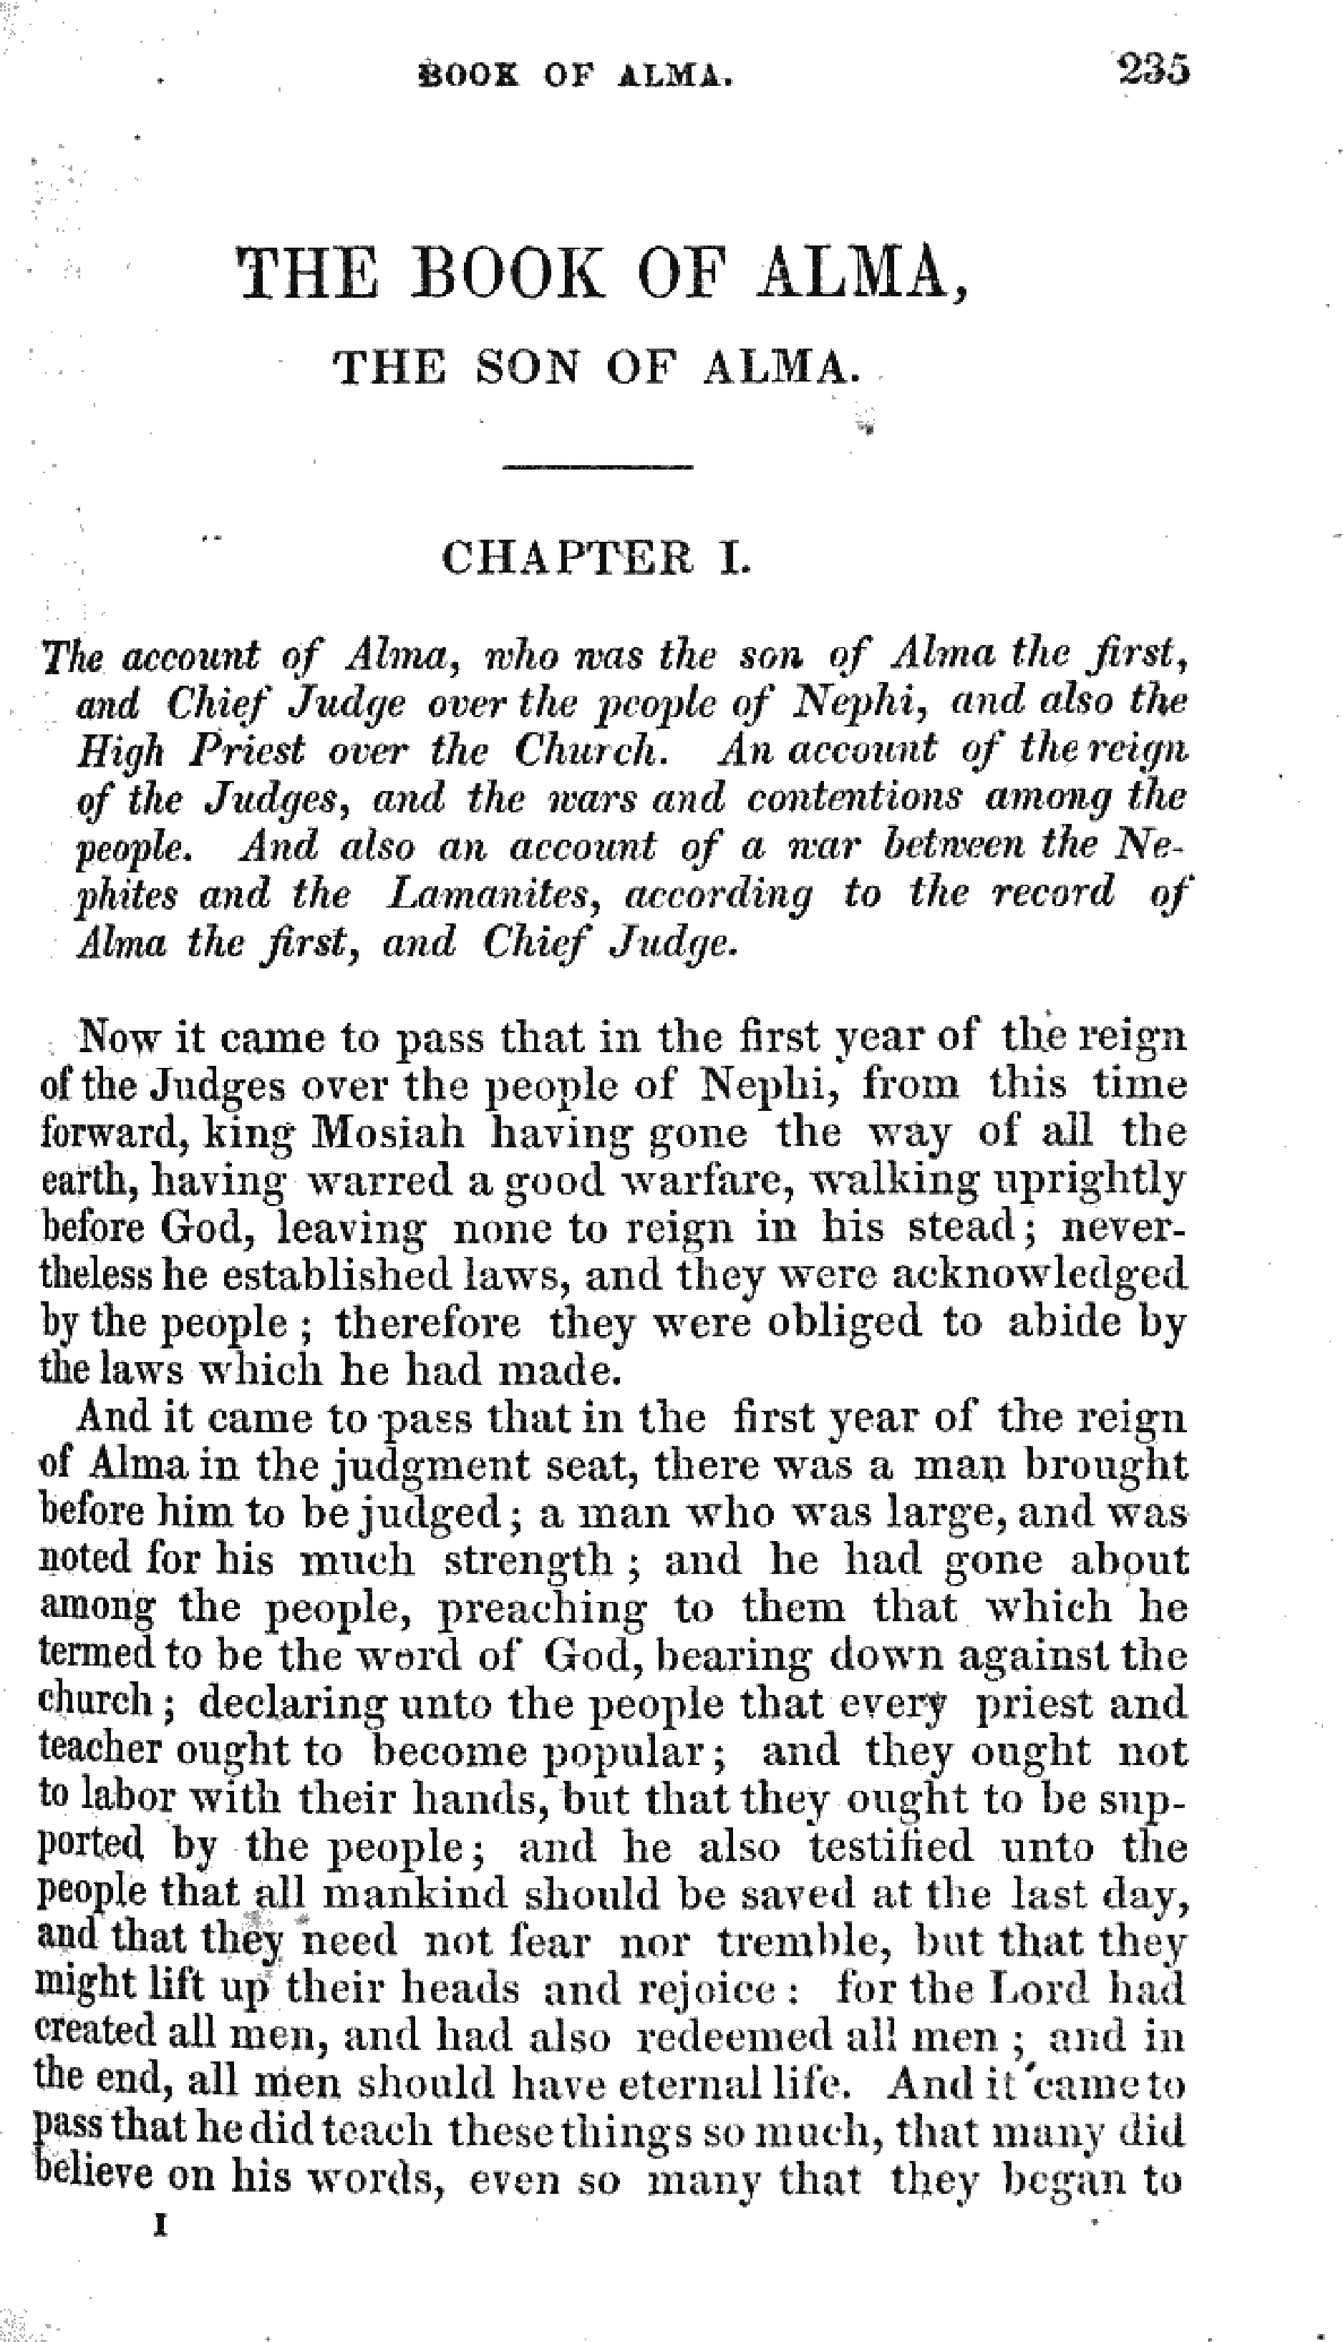 BOOK OF ALMA. 235
THE BOOK OF ALMA,
THE SON OF ALMA.
CHAPTER I.
The account of Alma, who was the son of Alma the first,
and Chief Judge over the people of Nephi, and also the
High Priest over the Church. An account of the reign
of the Judges, and the wars and contentions among the
people. And also an account of a war between the Ne-
phites and the Lamanites, according to the record of
Alma the first, and Chief Judge.
Now it came to pass that in the first year of the reign
of the Judges over the people of Nephi, from this time
forward, king Mosiah having gone the way of all the
earth, having warred a good warfare, walking uprightly
before God, leaving none to reign in his stead; never-
theless he established laws, and they were acknowledged
by the people; therefore they were obliged to abide by
the laws which he had made.
And it came to pass that in the first year of the reign
of Alma in the judgment seat, there was a man brought
before him to be judged; a man who was large, and was
noted for his much strength; and he had gone about
among the people, preaching to them that which he
termed to be the word of God, bearing down against the
church; declaring unto the people that every priest and
teacher ought to become popular; and they ought not
to labor with their hands, but that they ought to be sup-
ported by the people; and he also testified unto the
people that all mankind should be saved at the last day,
and that they need not fear nor tremble, but that they
might lift up their heads and rejoice: for the Lord had
created all men, and had also redeemed all men; and in
the end, all men should have eternal life. And it came to
pass that he did teach these things so much, that many did
believe on his words, even so many that they began to
I